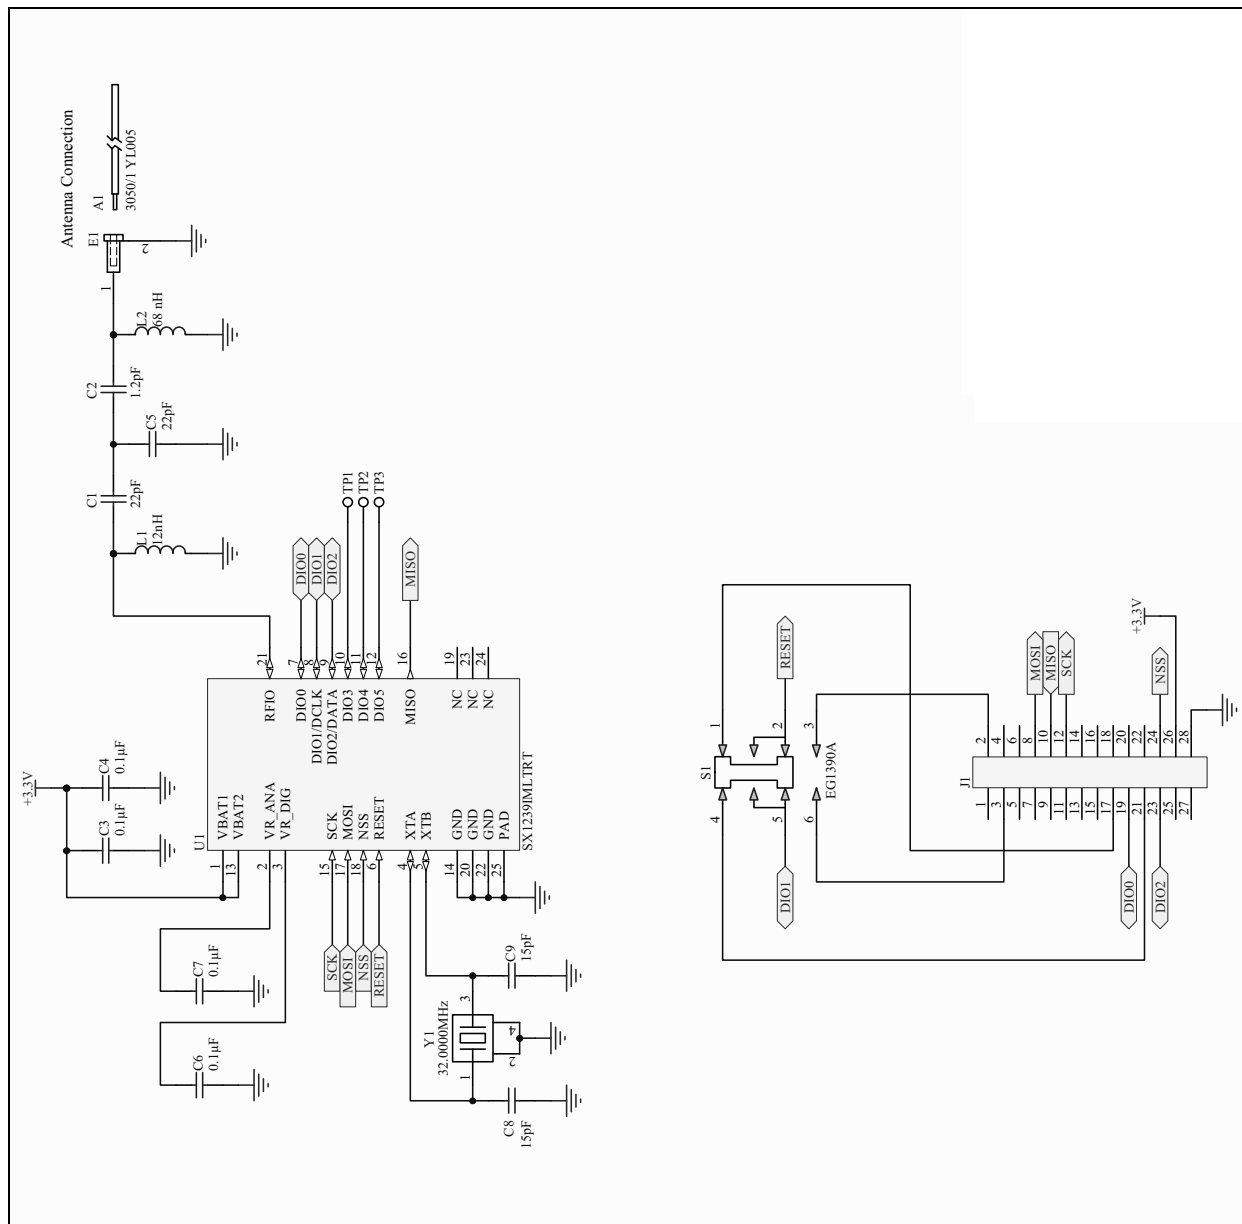 Antenna Connection
A1
3050/1 YL005
E1
2
1
L2
68 nH
C2
1.2pF
C5
22pF
C1
22pF
L1
12nH
+3.3V
C4
0.1µF
C3
0.1µF
C7
0.1µF
C6
0.1µF
U1
SX1239IMLTRT
VBAT1
VBAT2
VR_ANA
VR_DIG
SCK
MOSI
NSS
RESET
XTA
XTB
GND
GND
GND
PAD
1
13
2
3
15
17
18
6
4
5
14
20
22
25
RFIO
DIO0
DIO1/DCLK
DIO2/DATA
DIO3
DIO4
DIO5
MISO
NC
NC
NC
21
7
8
9
10
11
12
16
19
23
24
DIO0
DIO1
DIO2
TP1
TP2
TP3
MISO
SCK
MOSI
NSS
RESET
Y1
32.0000MHz
1
3
2
4
C9
15pF
C8
15pF
S1
EG1390A
1
2
3
4
5
6
RESET
DIO1
J1
2
4
6
8
10
12
14
16
18
20
22
24
26
28
1
3
5
7
9
11
13
15
17
19
21
23
25
27
MOSI
MISO
SCK
NSS
+3.3V
DIO0
DIO2